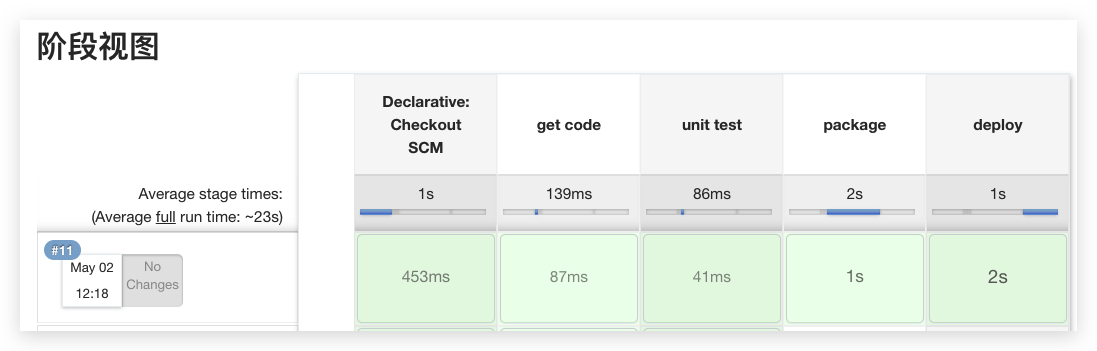 阶段视图
Declarative:
Checkout
SCM
get code
unit test
package
deploy
Average stage times:
(Average full run time: ~23s)
1s
139ms
86ms
2s
1s
#11
May 02
12:18
No
Changes
453ms
87ms
41ms
1s
2s